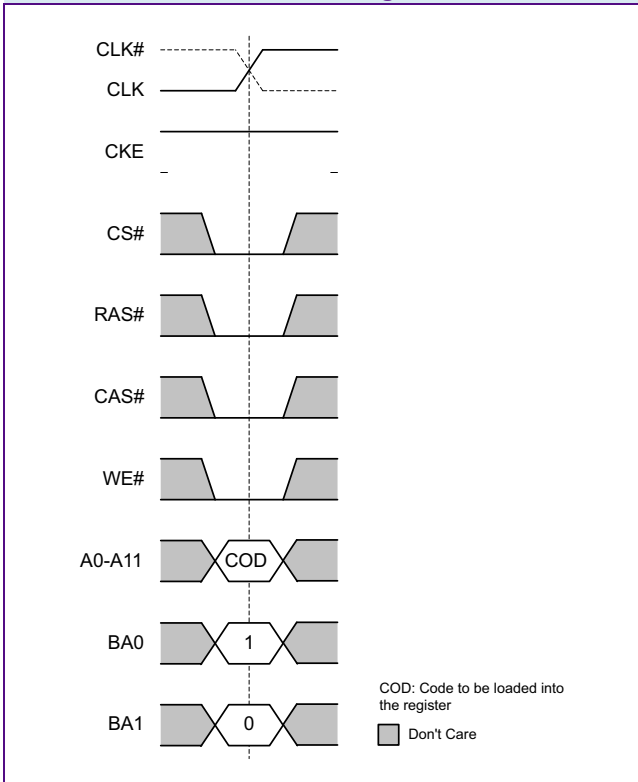 CLK#
CLK
CKE
CS#
RAS#
CAS#
WE#
A0-A11 COD
BA0 1
BA1 0
COD: Code to be loaded into
the register
Don't Care